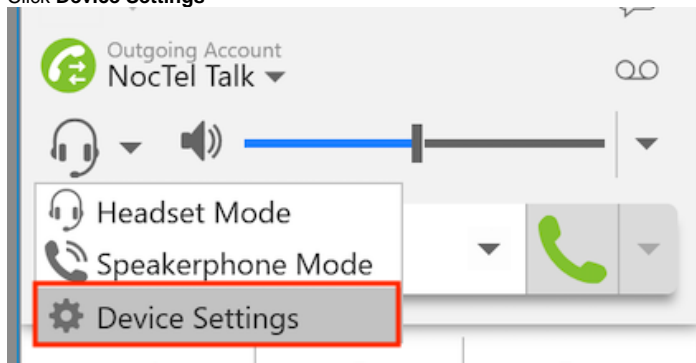 Click Device Settings
Outgoing Account
NocTel Talk
Headset Mode
Speakerphone Mode
Device Settings